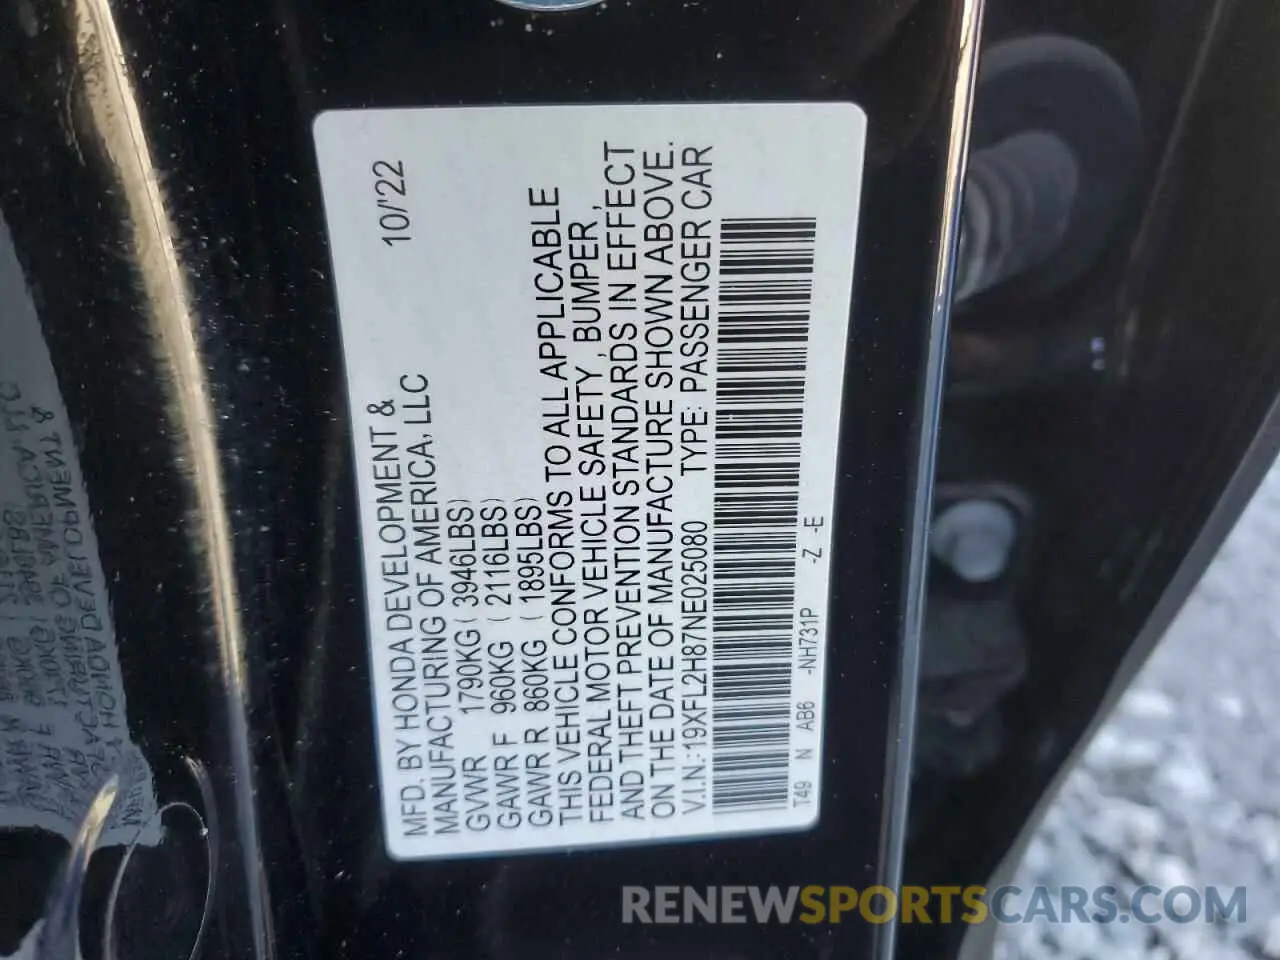 MFD. BY HONDA DEVELOPMENT &
MANUFACTURING OF AMERICA, LLC 10/'22
GVWR 1790KG ( 3946LBS)
GAWR F 960KG ( 2116LBS)
GAWR R 860KG ( 1895LBS)
THIS VEHICLE CONFORMS TO ALL APPLICABLE
FEDERAL MOTOR VEHICLE SAFETY , BUMPER ,
AND THEFT PREVENTION STANDARDS IN EFFECT
ON THE DATE OF MANUFACTURE SHOWN ABOVE.
V.I.N.:19XFL2H87NE025080 TYPE: PASSENGER CAR
T49 N AB6 -NH731P -Z -E
RENEWSPORTSCARS.COM